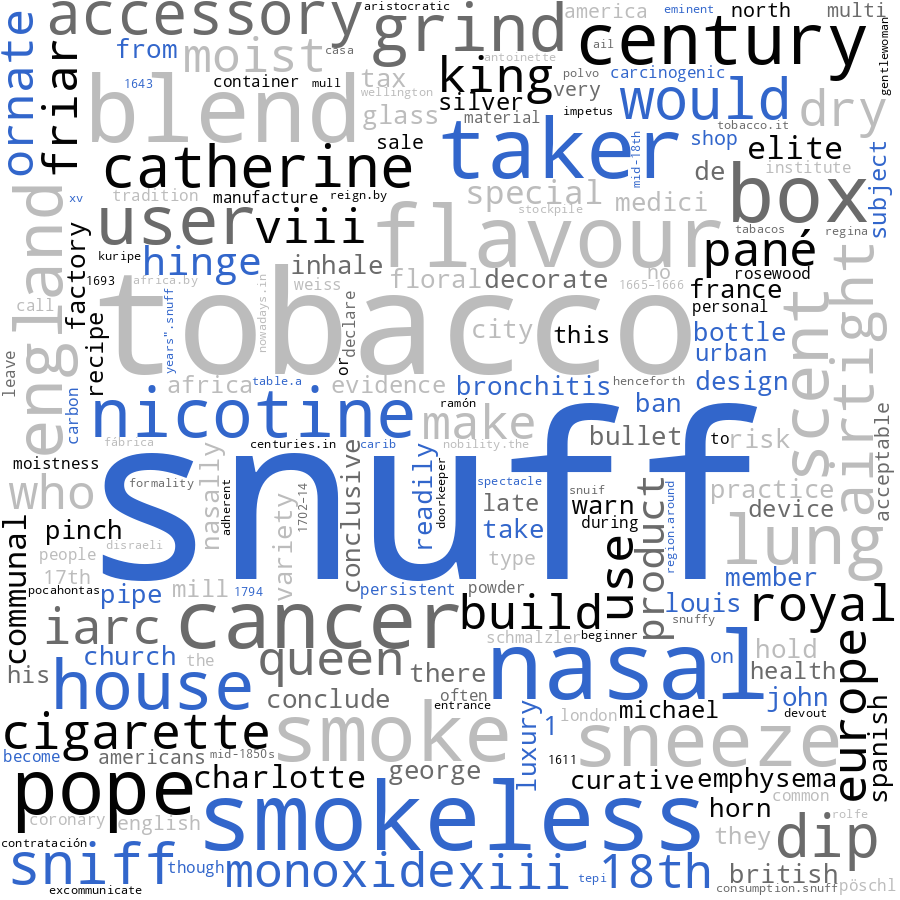 aristocratic
accessory
grind
america
eminent
north
multi
century
ornate
from
moist
casa
antoinette
ail
gentlewoman
friar
blend
1643
container
mull
tax
wellington
king
polvo
carcinogenic
very
silver
material
impetus
would
dry
glass
sale
taker
tobacco.it
shop
elite
mid-18th
institute
subject
catherine
de
box
xv
tradition
manufacture
reign.by
special
medici
stockpile
england
user
viii
flavour
tabacos
regina
pané
kuripe
hinge
inhale
factory
1693
africa.by
weiss
floral
decorate
no
1665-1666
rosewood
france
personal
call
years".snuff
nowadays.in
tobacco
declare
city
this
bottle
scent
airtight
recipe
or
urban
leave
africa
table.a
evidence
bronchitis
henceforth
design
carbon
nicotine
ramón
make
ban
fábrica
centuries.in
carib
nobility.the
bullet
to
risk
acceptable
moistness
snuff
who
formality
nasally
adherent
conclusive
readily
doorkeeper
spectacle
late
snuif
warn
region.around
practice
device
pinch
1702-14
variety
take
during
product
lung
communal
people
disraeli
type
use
17th
pocahontas
pipe
mill
1794
persistent
powder
member
snuffy
louis
royal
iarc
cancer
build
schmalzler
beginner
church
the
queen
there
nasal
on
hold
health
his
house
conclude
often
entrance
luxury
1
london
michael
john
devout
europe
spanish
cigarette
smoke
sneeze
become
americans
mid-1850s
1611
pope
charlotte
george
curative
emphysema
horn
common
rolfe
coronary
english
smokeless
they
dip
contratación
sniff
though
monoxide
xiii
tepi
18th
british
consumption.snuff
pöschl
excommunicate